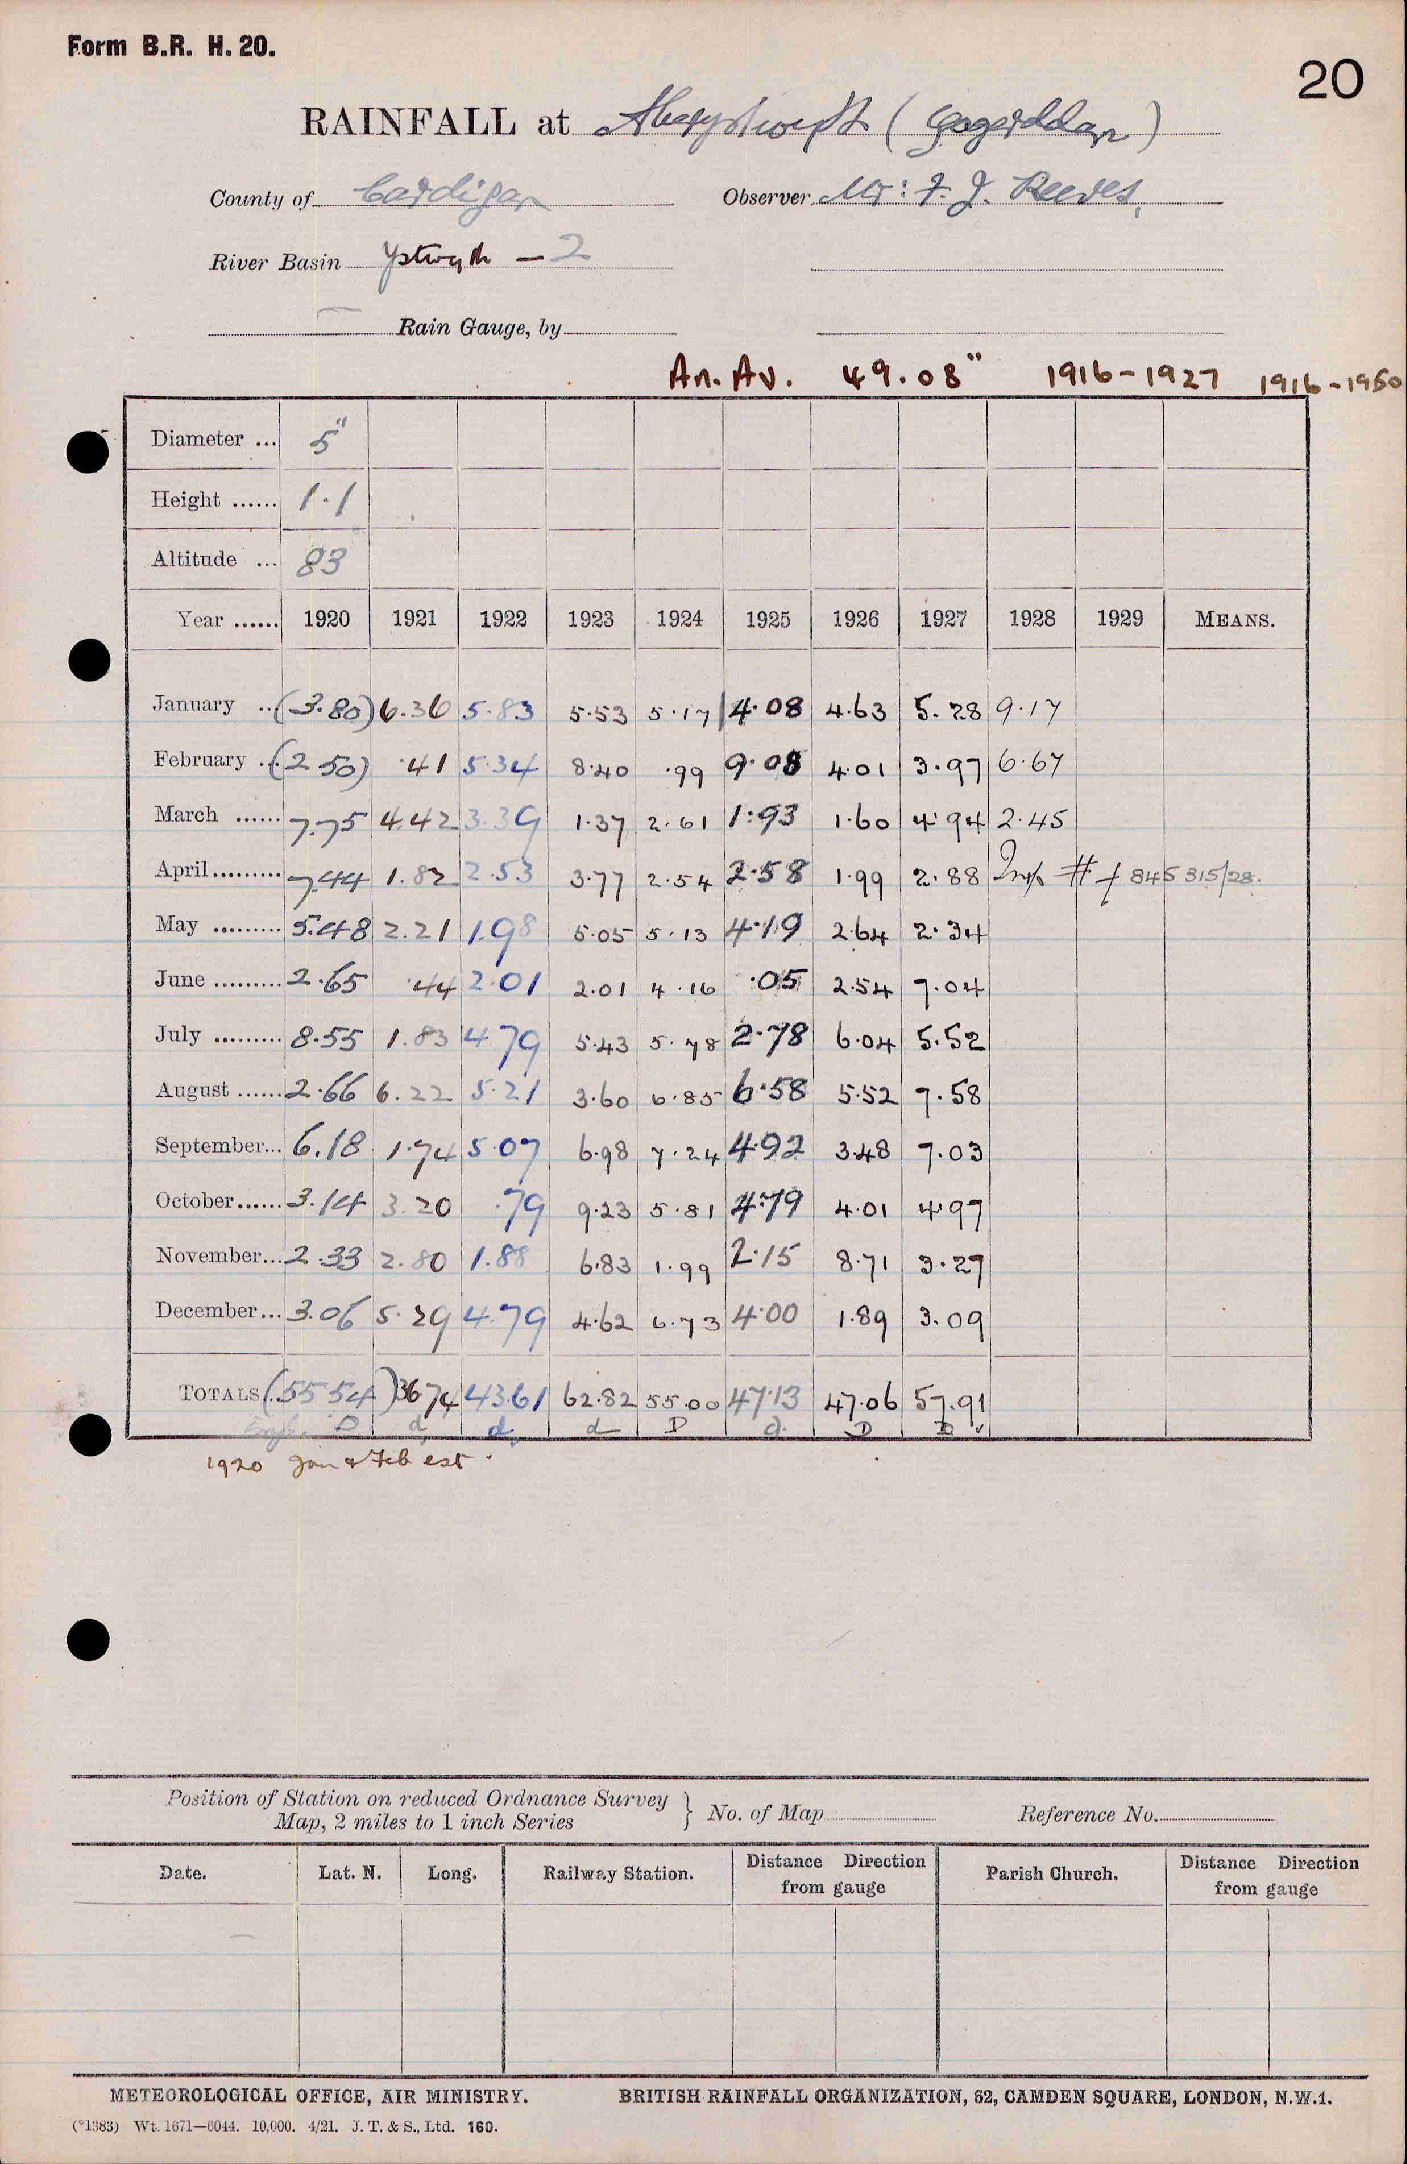 Form B.R. H. 20.
20
RAINFALL at Aberystwyth (Gogerddan)
County of Cardigan Observer Mr: F. J. Reeves.
River Basin Ystwyth — 2
Rain Gauge, by
An. Av. 49.08" 1916-1927 1916-1950
Diameter ... 5"
Height ...... 1.1
Altitude ... 83
Year ...... 1920 1921 1922 1923 1924 1925 1926 1927 1928 1929 MEANS.
January ... (3.80) 6.36 5.83 5.53 5.17 4.08 4.63 5.28 9.17
February ... (2.50) .41 5.34 8.40 .99 9.08 4.01 3.97 6.67
March ...... 7.75 4.42 3.39 1.37 2.61 1.93 1.60 4.94 2.45
April......... 7.44 1.82 2.53 3.77 2.54 2.58 1.99 2.88 # f 845 315/28.
May ......... 5.48 2.21 1.98 5.05 5.13 4.19 2.64 2.34
June ......... 2.65 .44 2.01 2.01 4.16 .05 2.54 7.04
July ......... 8.55 1.83 4.79 5.43 5.78 2.78 6.04 5.52
August ...... 2.66 6.22 5.21 3.60 6.85 6.58 5.52 7.58
September... 6.18 1.74 5.07 6.98 7.24 4.92 3.48 7.03
October...... 3.14 3.20 .79 9.23 5.81 4.79 4.01 4.97
November... 2.33 2.80 1.88 6.83 1.99 2.15 8.71 3.27
December... 3.06 5.29 4.79 4.62 6.73 4.00 1.89 3.09
TOTALS (55.54) 36.74 43.61 62.82 55.00 47.13 47.06 57.91
D d d. d D d. D D
1920 Jan & Feb est.
Position of Station on reduced Ordnance Survey
Map, 2 miles to 1 inch Series } No. of Map Reference No.
Date. Lat. N. Long. Railway Station. Distance Direction from gauge Parish Church. Distance Direction from gauge
METEOROLOGICAL OFFICE, AIR MINISTRY. BRITISH RAINFALL ORGANIZATION, 62, CAMDEN SQUARE, LONDON, N.W.1.
(*1383) Wt. 1671—6044. 10,000. 4/21. J. T. & S., Ltd. 160.